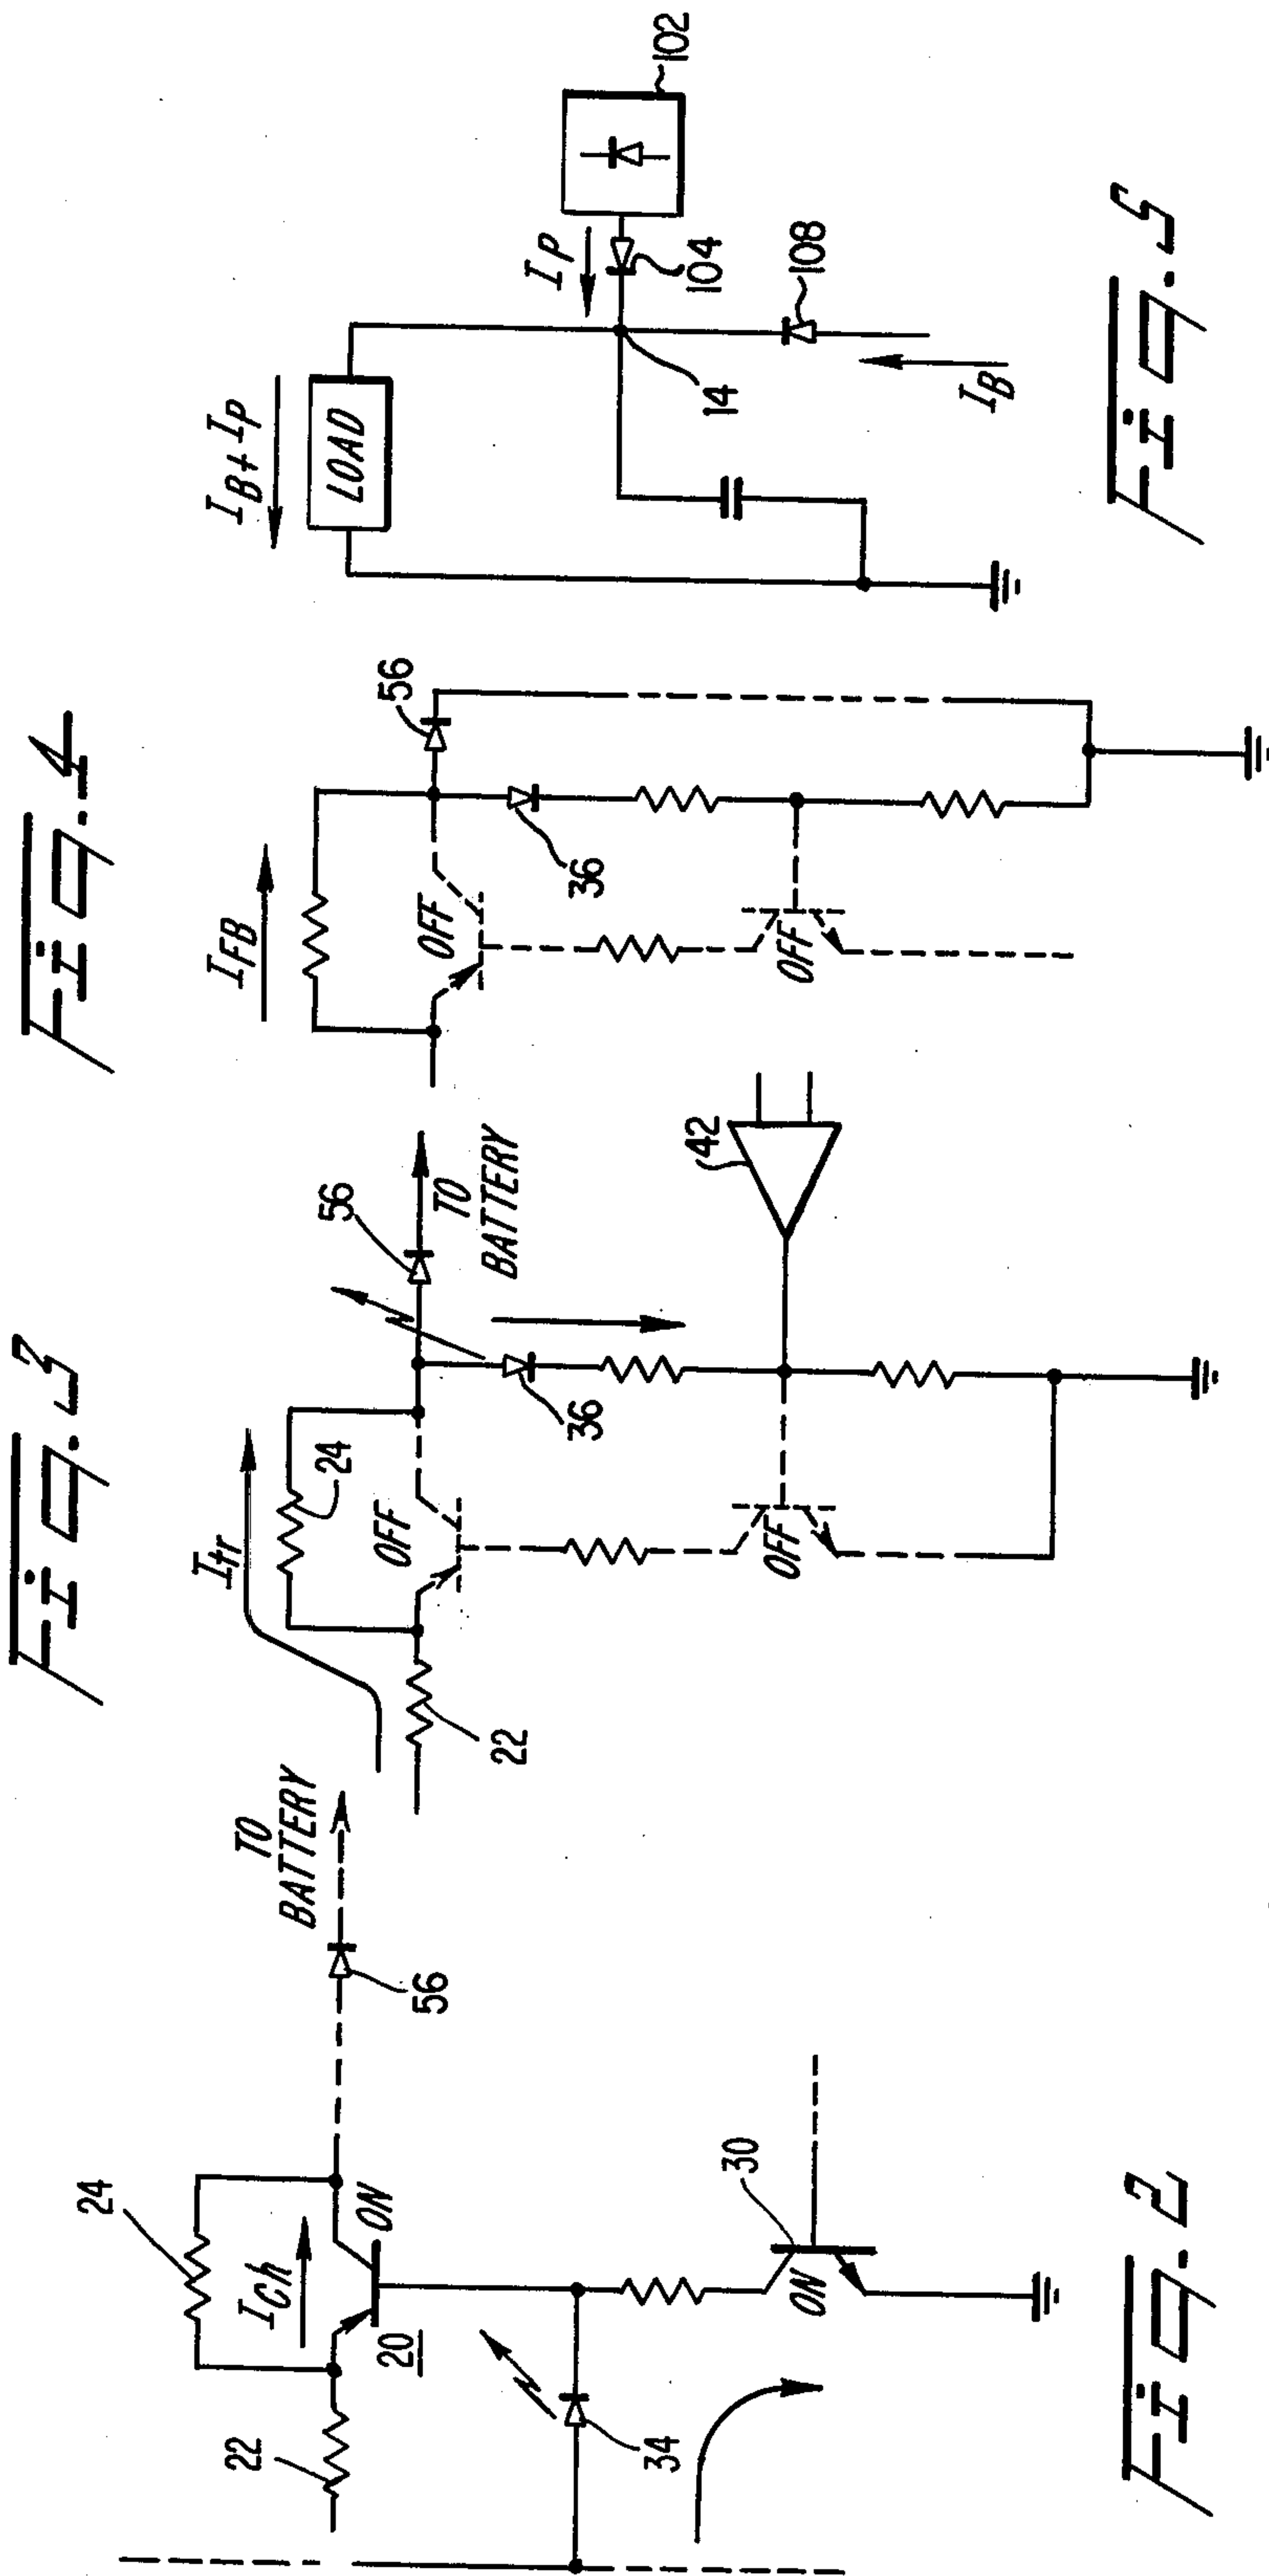 Fig. 2
22
24
I_Ch
20
ON
34
30
ON
56
TO
BATTERY
Fig. 3
I_tr
24
22
OFF
36
56
TO
BATTERY
42
OFF
Fig. 4
I_FB
OFF
56
36
OFF
Fig. 5
I_B + I_P
LOAD
I_P
102
104
14
108
I_B